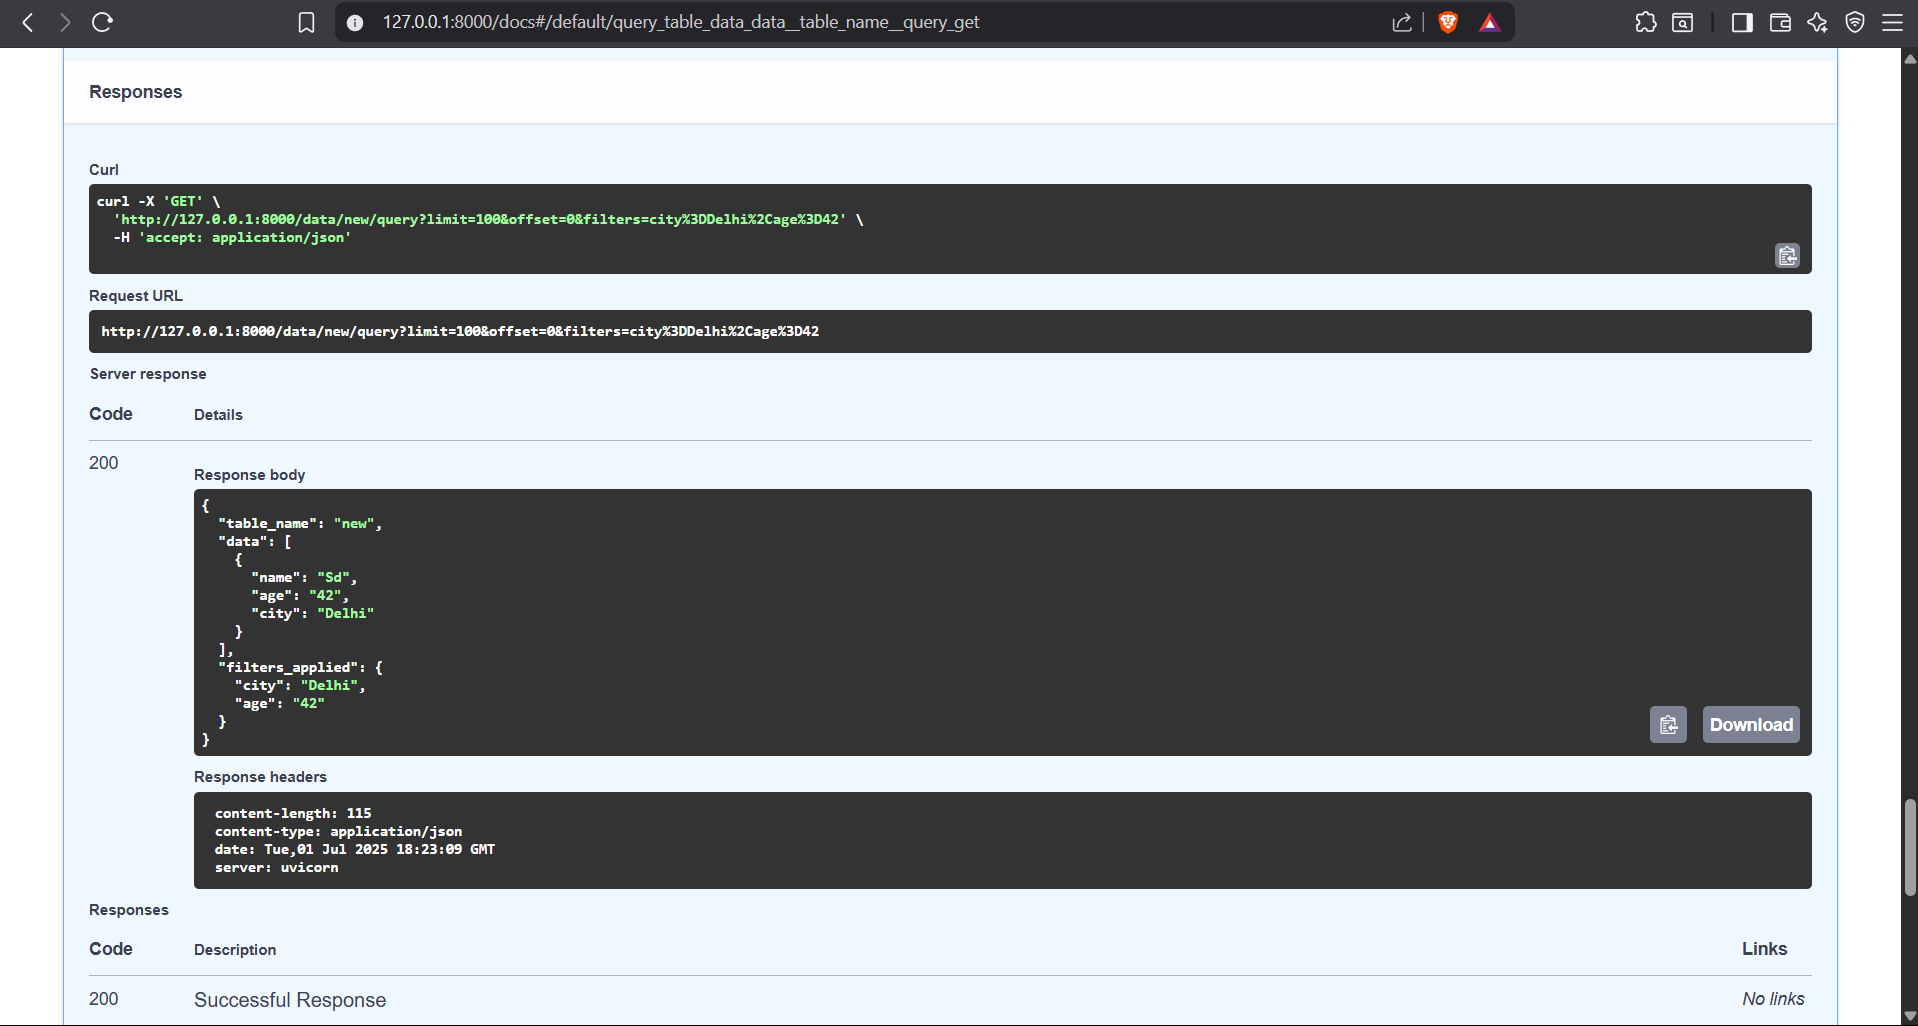 127.0.0.1:8000/docs#/default/query_table_data_data__table_name__query_get
Responses
Curl
curl -X 'GET' \
  'http://127.0.0.1:8000/data/new/query?limit=100&offset=0&filters=city%3DDelhi%2Cage%3D42' \
  -H 'accept: application/json'
Request URL
http://127.0.0.1:8000/data/new/query?limit=100&offset=0&filters=city%3DDelhi%2Cage%3D42
Server response
Code Details
200
Response body
{
  "table_name": "new",
  "data": [
    {
      "name": "Sd",
      "age": "42",
      "city": "Delhi"
    }
  ],
  "filters_applied": {
    "city": "Delhi",
    "age": "42"
  }
}
Download
Response headers
content-length: 115
content-type: application/json
date: Tue,01 Jul 2025 18:23:09 GMT
server: uvicorn
Responses
Code Description Links
200 Successful Response No links